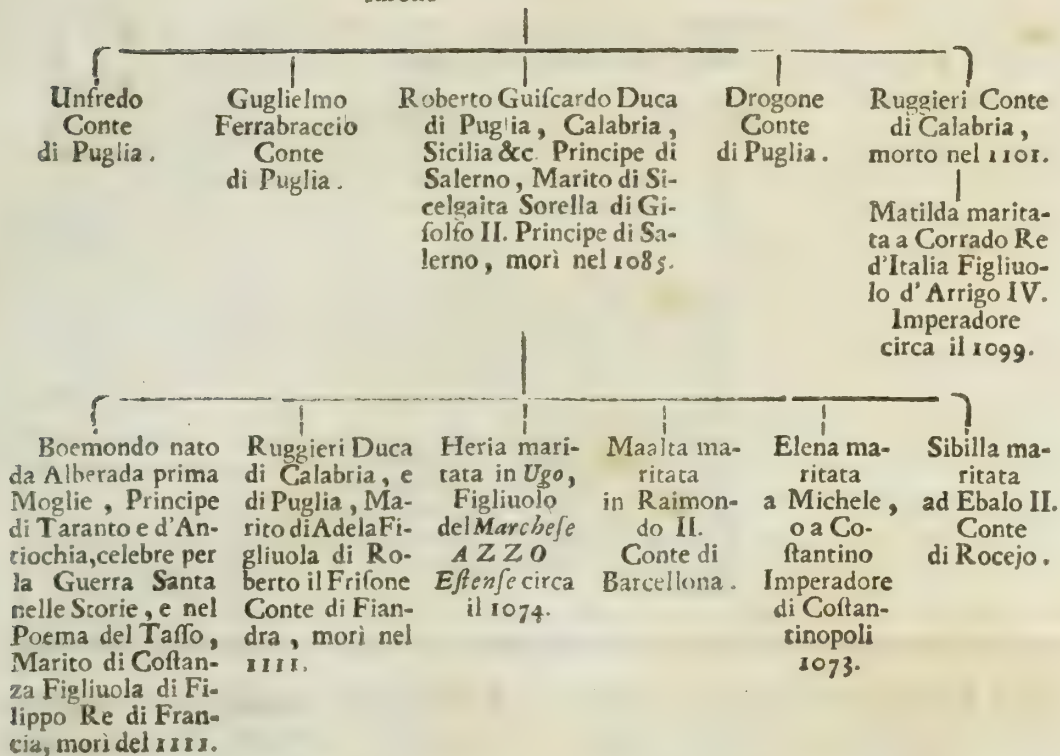 Unfredo
Conte
di Puglia.
Guglielmo
Ferrabraccio
Conte
di Puglia.
Roberto Guiſcardo Duca
di Puglia, Calabria,
Sicilia &c. Principe di
Salerno, Marito di Si-
celgaita Sorella di Gi-
ſolfo II. Principe di Sa-
lerno, morì nel 1085.
Drogone
Conte
di Puglia.
Ruggieri Conte
di Calabria,
morto nel 1101.
Matilda marita-
ta a Corrado Re
d'Italia Figliuo-
lo d'Arrigo IV.
Imperadore
circa il 1099.
Boemondo nato
da Alberada prima
Moglie, Principe
di Taranto e d'An-
tiochia, celebre per
la Guerra Santa
nelle Storie, e nel
Poema del Taſſo,
Marito di Coſtan-
za Figliuola di Fi-
lippo Re di Fran-
cia, morì del 1111.
Ruggieri Duca
di Calabria, e
di Puglia, Ma-
rito di Adela Fi-
gliuola di Ro-
berto il Friſone
Conte di Fian-
dra, morì nel
1111.
Heria mari-
tata in Ugo,
Figliuolo
del Marcheſe
AZZO
Eſtenſe circa
il 1074.
Maalta ma-
ritata
in Raimon-
do II.
Conte di
Barcellona.
Elena ma-
ritata
a Michele,
o a Co-
ſtantino
Imperadore
di Coſtan-
tinopoli
1073.
Sibilla ma-
ritata
ad Ebalo II.
Conte
di Rocejo.